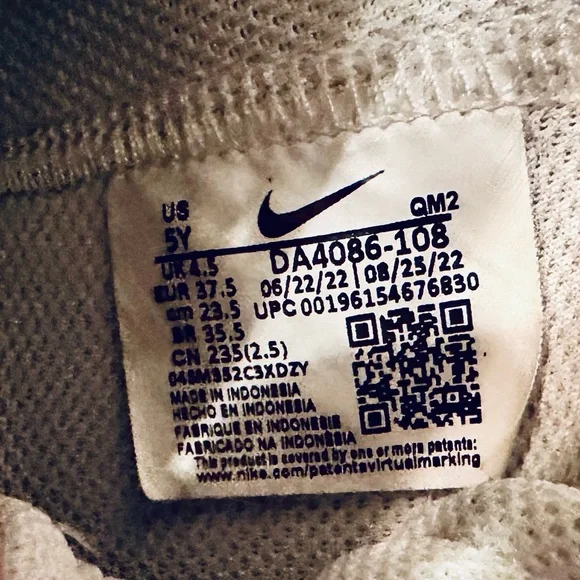 US
QM2
5Y
DA4086-108
UK 4.5
06/22/22 | 08/25/22
EUR 37.5
UPC 00196154676830
cm 23.5
BR 35.5
CN 235(2.5)
MADE IN INDONESIA
HECHO EN INDONESIA
FABRIQUE EN INDONESIE
FABRICADO NA INDONESIA
This product is covered by one or more patents:
www.nike.com/patentsvirtualmarking